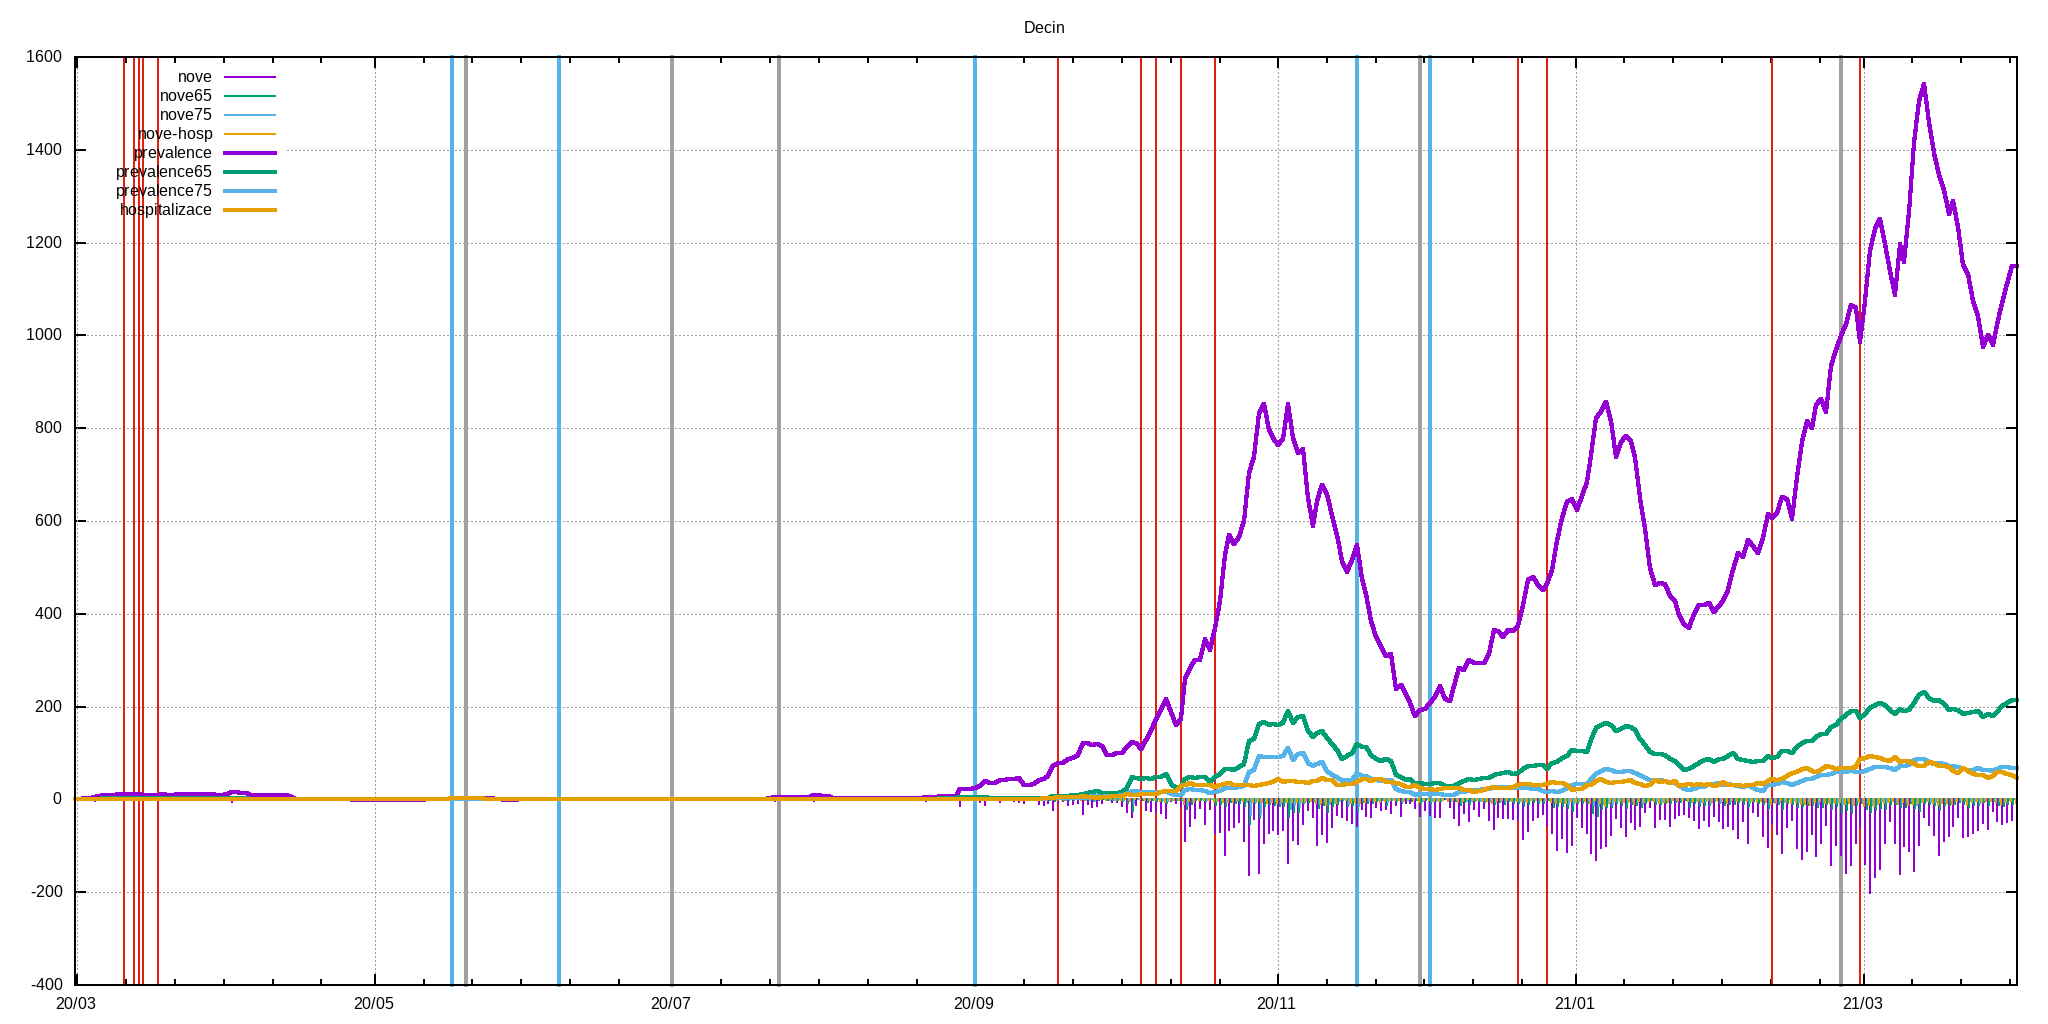 Decin
1600
1400
1200
1000
800
600
400
200
0
-200
-400
nove
nove65
nove75
nove-hosp
prevalence
prevalence65
prevalence75
hospitalizace
20/03 20/05 20/07 20/09 20/11 21/01 21/03